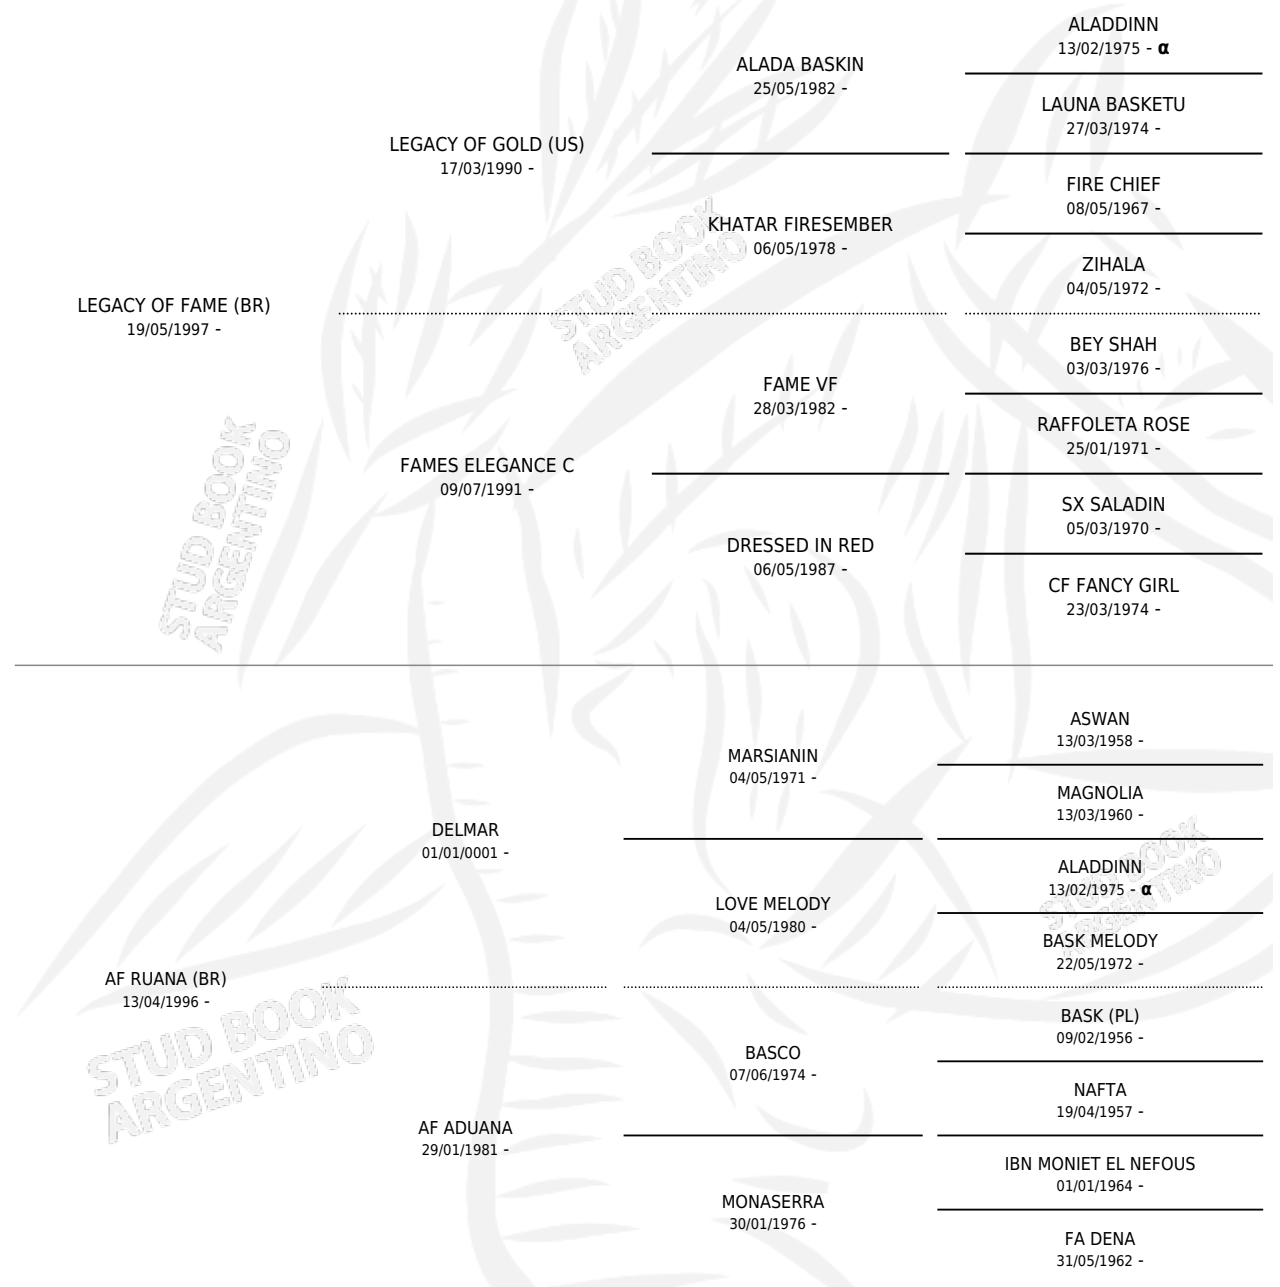 ALADDINN
13/02/1975 - α
ALADA BASKIN
25/05/1982 -
LAUNA BASKETU
27/03/1974 -
LEGACY OF GOLD (US)
17/03/1990 -
FIRE CHIEF
08/05/1967 -
KHATAR FIRESEMBER
06/05/1978 -
ZIHALA
04/05/1972 -
LEGACY OF FAME (BR)
19/05/1997 -
BEY SHAH
03/03/1976 -
FAME VF
28/03/1982 -
RAFFOLETA ROSE
25/01/1971 -
FAMES ELEGANCE C
09/07/1991 -
SX SALADIN
05/03/1970 -
DRESSED IN RED
06/05/1987 -
CF FANCY GIRL
23/03/1974 -
STUD BOOK
ARGENTINO
STUD BOOK
ARGENTINO
ASWAN
13/03/1958 -
MARSIANIN
04/05/1971 -
MAGNOLIA
13/03/1960 -
DELMAR
01/01/0001 -
ALADDINN
13/02/1975 - α
LOVE MELODY
04/05/1980 -
BASK MELODY
22/05/1972 -
AF RUANA (BR)
13/04/1996 -
BASK (PL)
09/02/1956 -
BASCO
07/06/1974 -
NAFTA
19/04/1957 -
AF ADUANA
29/01/1981 -
IBN MONIET EL NEFOUS
01/01/1964 -
MONASERRA
30/01/1976 -
FA DENA
31/05/1962 -
STUD BOOK
ARGENTINO
STUD BOOK
ARGENTINO